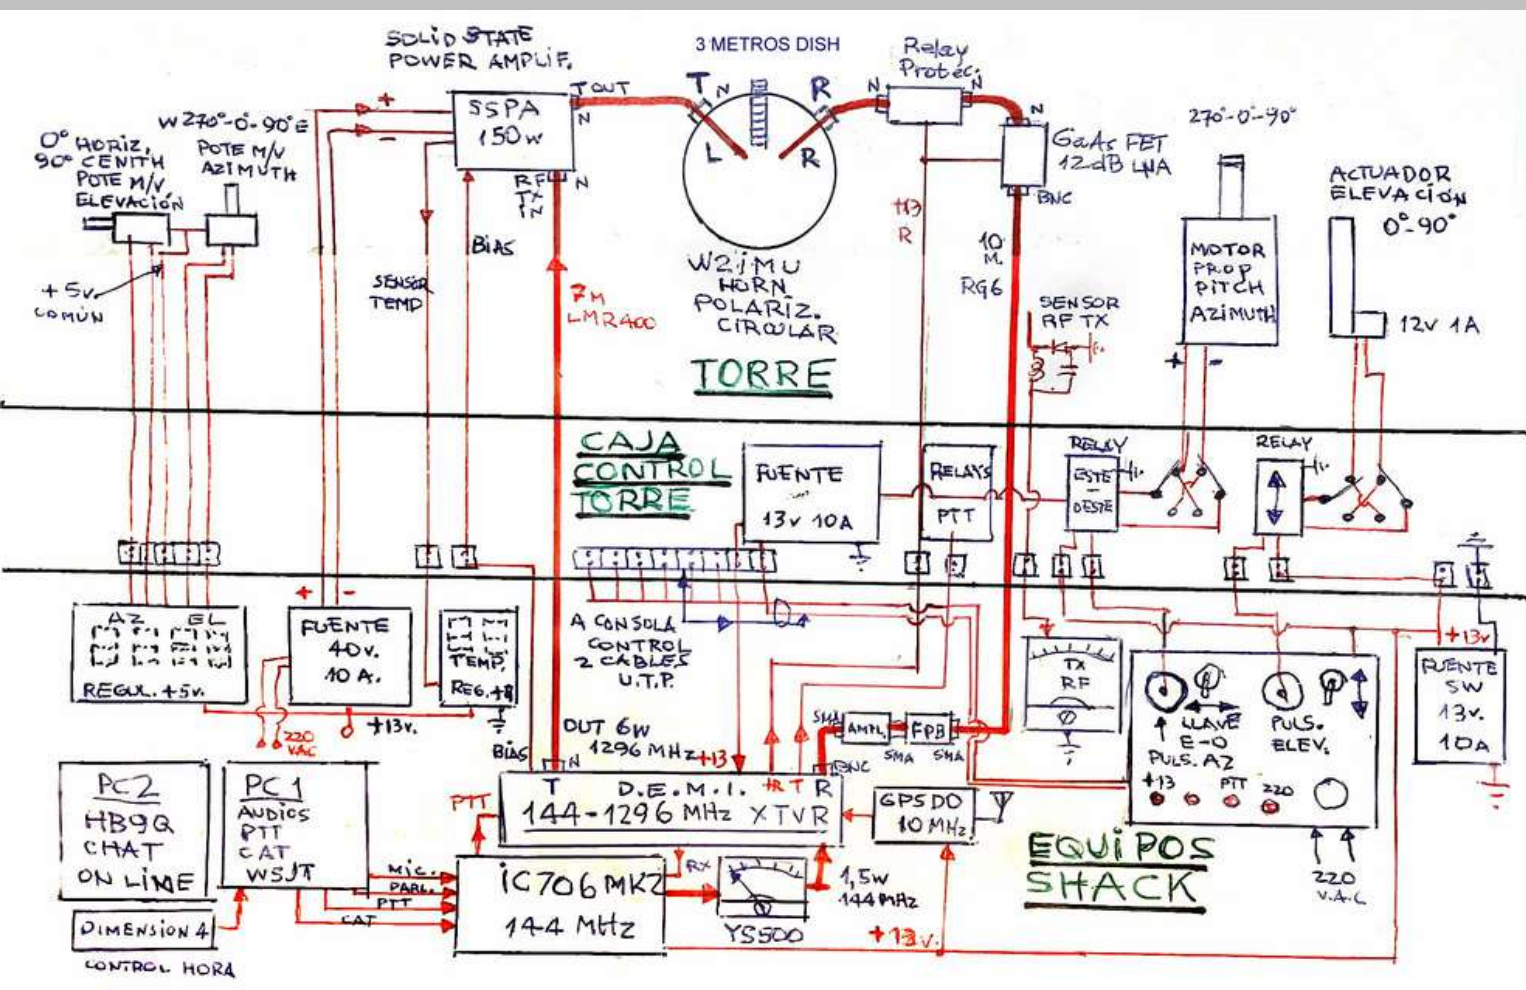 SOLID STATE
POWER AMPLIF.
3 METROS DISH
Relay
Protec.
SSPA
150W
T OUT
N
T
N
R
N
N
N
L
R
RF
TX
IN
N
GaAs FET
12dB LNA
BNC
270°-0-90°
ACTUADOR
ELEVACIÓN
0°-90°
W270°-0-90°E
POTE M/V
AZIMUTH
0° HORIZ.
90° CENITH
POTE M/V
ELEVACIÓN
+5v.
COMÚN
+
-
SENSOR
TEMD
BiAS
7M
LMR400
W2iMU
HORN
POLARIZ.
CIRCULAR
TORRE
+13
R
10
M.
RG6
SENSOR
RF TX
MOTOR
PROP
PITCH
AZIMUTH
+
-
12v 1A
CAJA
CONTROL
TORRE
FUENTE
13v 10A
RELAYS
PTT
RELAY
ESTE
-
OESTE
RELAY
AZ EL
REGUL. +5v.
+ -
FUENTE
40v.
10 A.
TEMP.
220
VAC
+13v.
BiAS
A CONSOLA
CONTROL
2 CABLES
U.T.P.
OUT 6W
1296 MHz
+13
+R T
SMA
AMPL.
SMA
FPB
SMA
BNC
TX
RF
LLAVE
E-O
PULS. AZ
PULS.
ELEV.
+13
PTT
220
220
V.A.C
+13v
FUENTE
SW
13v.
10A
PC2
HB9Q
CHAT
ON LIME
PC1
AUDIOS
PTT
CAT
WSJT
DIMENSION 4
CONTROL HORA
MIC.
PARL.
PTT
CAT
PTT
T N D.E.M.I. R
144-1296 MHz XTVR
GPSDO
10 MHz
IC706 MK2
144 MHz
RX
YS500
1,5W
144 MHz
+13v.
EQUIPOS
SHACK